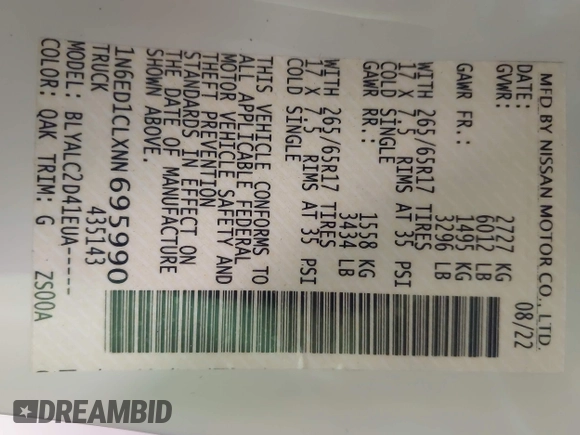 MFD BY NISSAN MOTOR CO., LTD.
DATE: 08/22
GVWR: 2727 KG
6012 LB
GAWR FR.: 1495 KG
3296 LB
WITH 265/65R17 TIRES
17 X 7.5 RIMS AT 35 PSI
COLD SINGLE
GAWR RR.: 1558 KG
3434 LB
WITH 265/65R17 TIRES
17 X 7.5 RIMS AT 35 PSI
COLD SINGLE
THIS VEHICLE CONFORMS TO
ALL APPLICABLE FEDERAL
MOTOR VEHICLE SAFETY AND
THEFT PREVENTION
STANDARDS IN EFFECT ON
THE DATE OF MANUFACTURE
SHOWN ABOVE.
1N6ED1CLXNN695990
TRUCK 435143
MODEL: BLYALC2D41EUA-----
COLOR: QAK TRIM: G ZS00A
DREAMBID